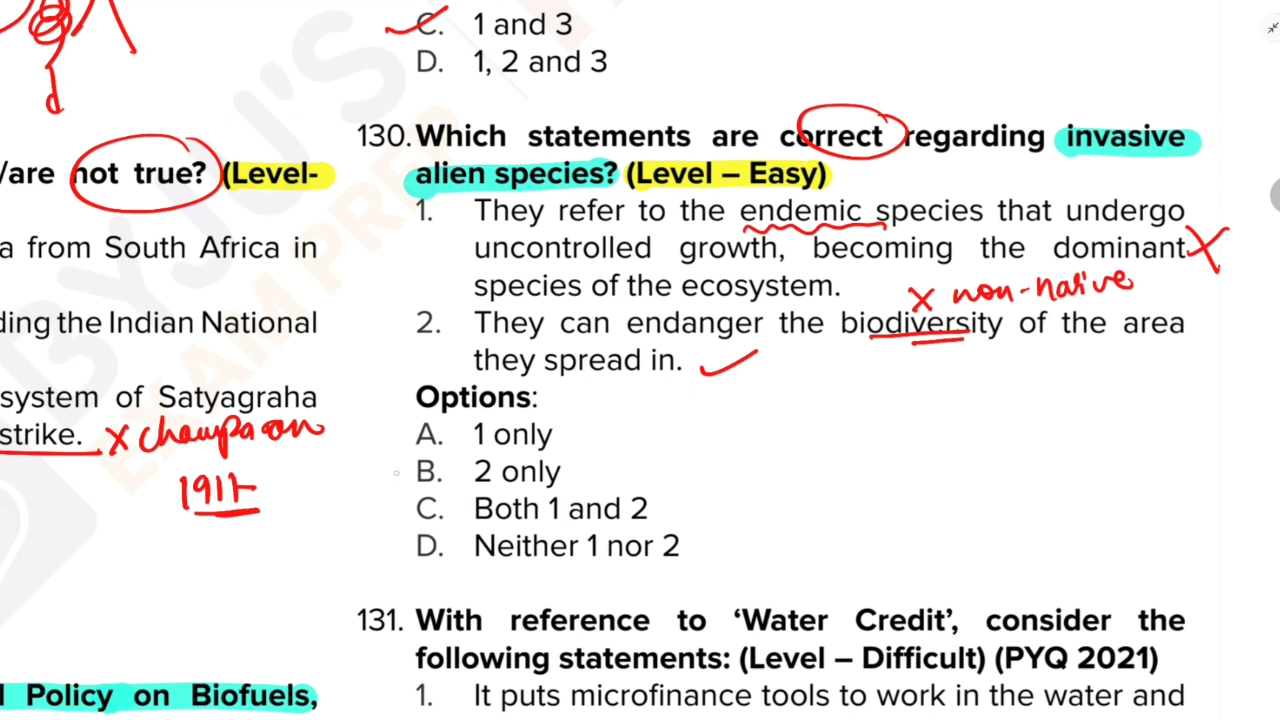 C. 1 and 3
D. 1, 2 and 3
/are not true? (Level-
a from South Africa in
ding the Indian National
system of Satyagraha
strike. x champaran
1917
l Policy on Biofuels,
130. Which statements are correct regarding invasive
alien species? (Level – Easy)
1. They refer to the endemic species that undergo
uncontrolled growth, becoming the dominant X
species of the ecosystem. x non-native
2. They can endanger the biodiversity of the area
they spread in.
Options:
A. 1 only
B. 2 only
C. Both 1 and 2
D. Neither 1 nor 2
131. With reference to ‘Water Credit’, consider the
following statements: (Level – Difficult) (PYQ 2021)
1. It puts microfinance tools to work in the water and
BYJU'S
EXAM PREP